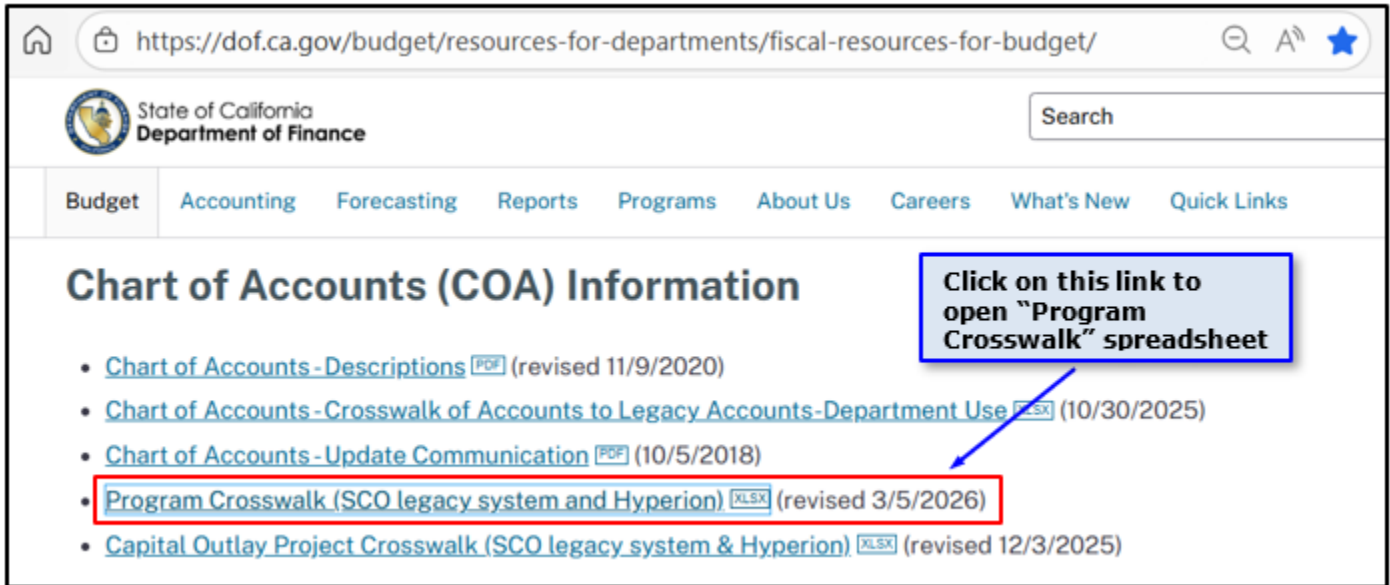 https://dof.ca.gov/budget/resources-for-departments/fiscal-resources-for-budget/
State of California
Department of Finance
Search
Budget Accounting Forecasting Reports Programs About Us Careers What's New Quick Links
Chart of Accounts (COA) Information
Click on this link to
open “Program
Crosswalk” spreadsheet
• Chart of Accounts - Descriptions PDF (revised 11/9/2020)
• Chart of Accounts - Crosswalk of Accounts to Legacy Accounts-Department Use XLSX (10/30/2025)
• Chart of Accounts - Update Communication PDF (10/5/2018)
• Program Crosswalk (SCO legacy system and Hyperion) XLSX (revised 3/5/2026)
• Capital Outlay Project Crosswalk (SCO legacy system & Hyperion) XLSX (revised 12/3/2025)